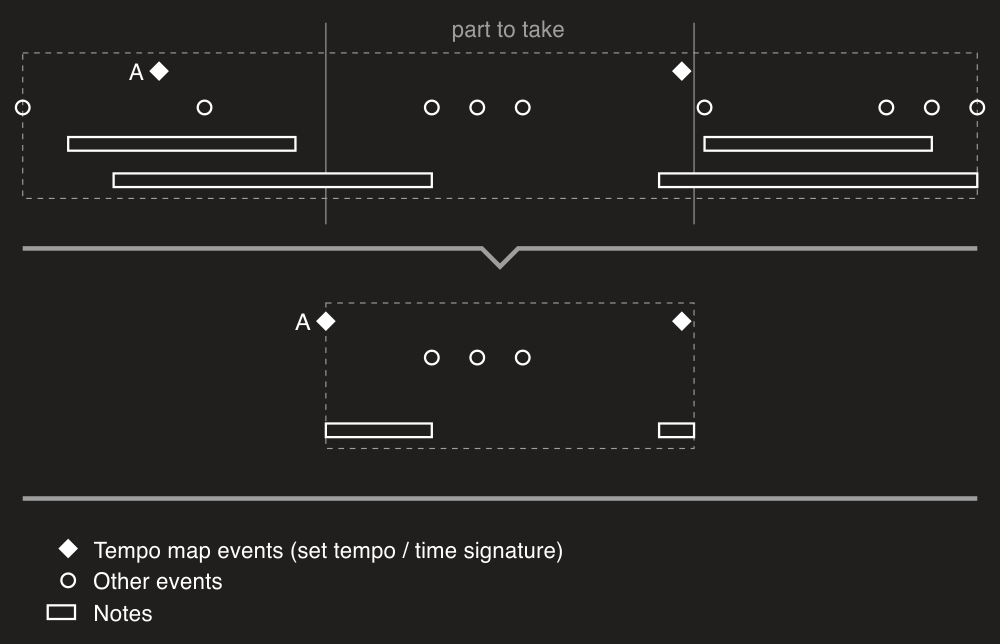 part to take
A
A
Tempo map events (set tempo / time signature)
Other events
Notes